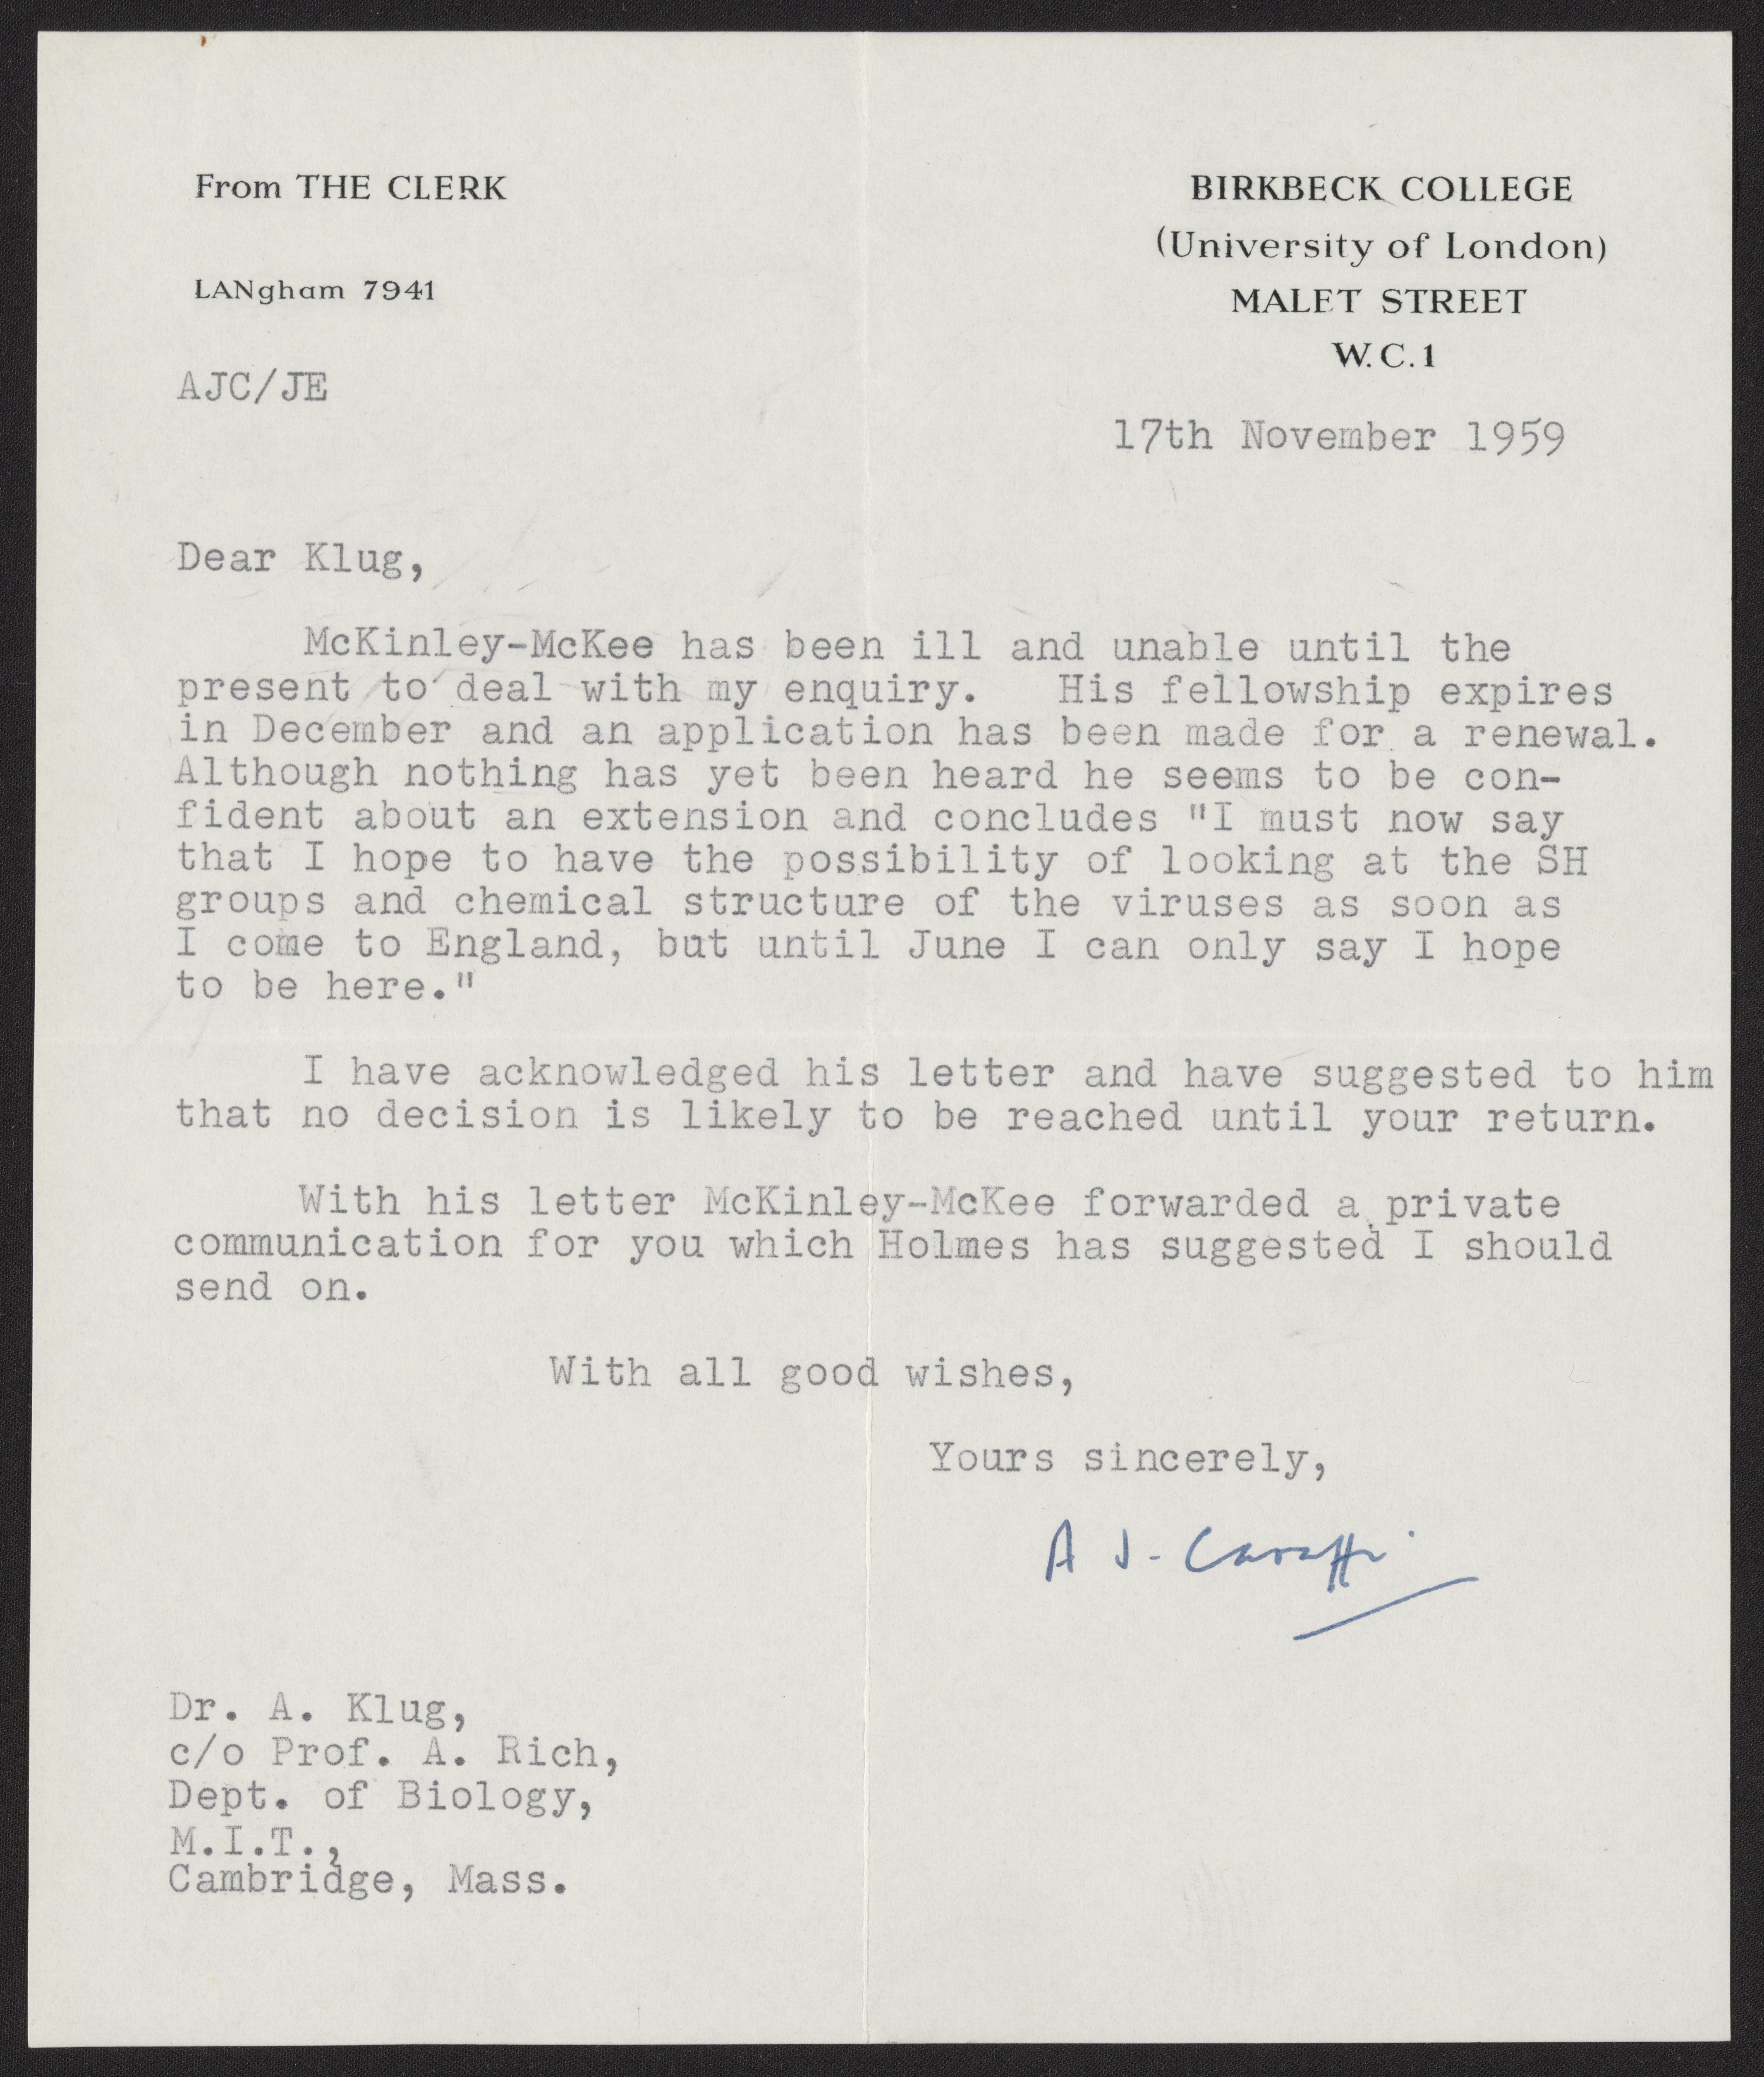 From THE CLERK
LANgham 7941
BIRKBECK COLLEGE
(University of London)
MALET STREET
W.C.1
AJC/JE
17th November 1959
Dear Klug,
McKinley-McKee has been ill and unable until the
present to deal with my enquiry. His fellowship expires
in December and an application has been made for a renewal.
Although nothing has yet been heard he seems to be con-
fident about an extension and concludes "I must now say
that I hope to have the possibility of looking at the SH
groups and chemical structure of the viruses as soon as
I come to England, but until June I can only say I hope
to be here."
I have acknowledged his letter and have suggested to him
that no decision is likely to be reached until your return.
With his letter McKinley-McKee forwarded a private
communication for you which Holmes has suggested I should
send on.
With all good wishes,
Yours sincerely,
A J. Caraffi
Dr. A. Klug,
c/o Prof. A. Rich,
Dept. of Biology,
M.I.T.,
Cambridge, Mass.